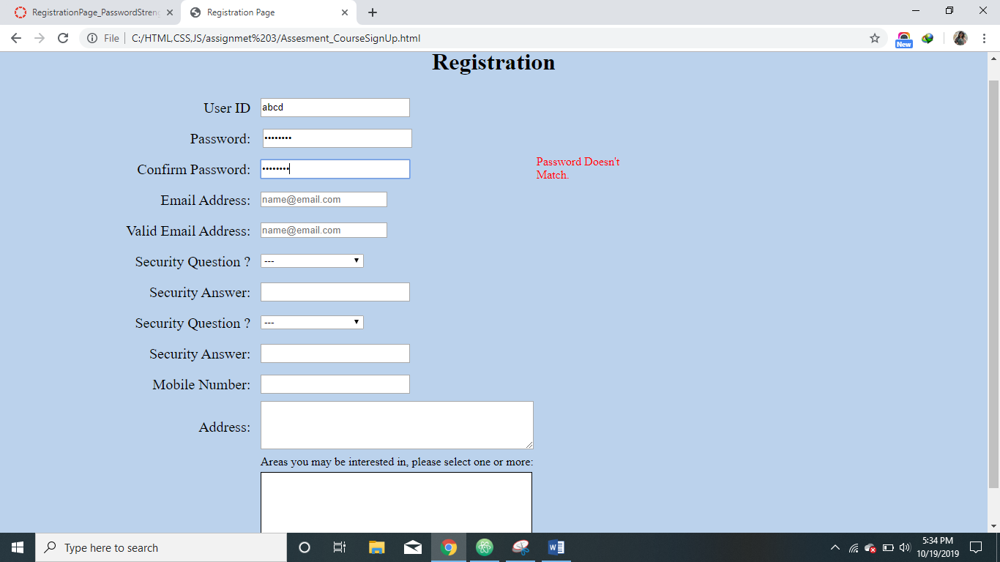 RegistrationPage_PasswordStren
Registration Page
File
C:/HTML,CSS,JS/assignmet%203/Assesment_CourseSignUp.html
New
Registration
User ID
abcd
Password:
••••••••
Confirm Password:
••••••••
Password Doesn't
Match.
Email Address:
name@email.com
Valid Email Address:
name@email.com
Security Question ?
---
Security Answer:
Security Question ?
---
Security Answer:
Mobile Number:
Address:
Areas you may be interested in, please select one or more:
Type here to search
5:34 PM
10/19/2019